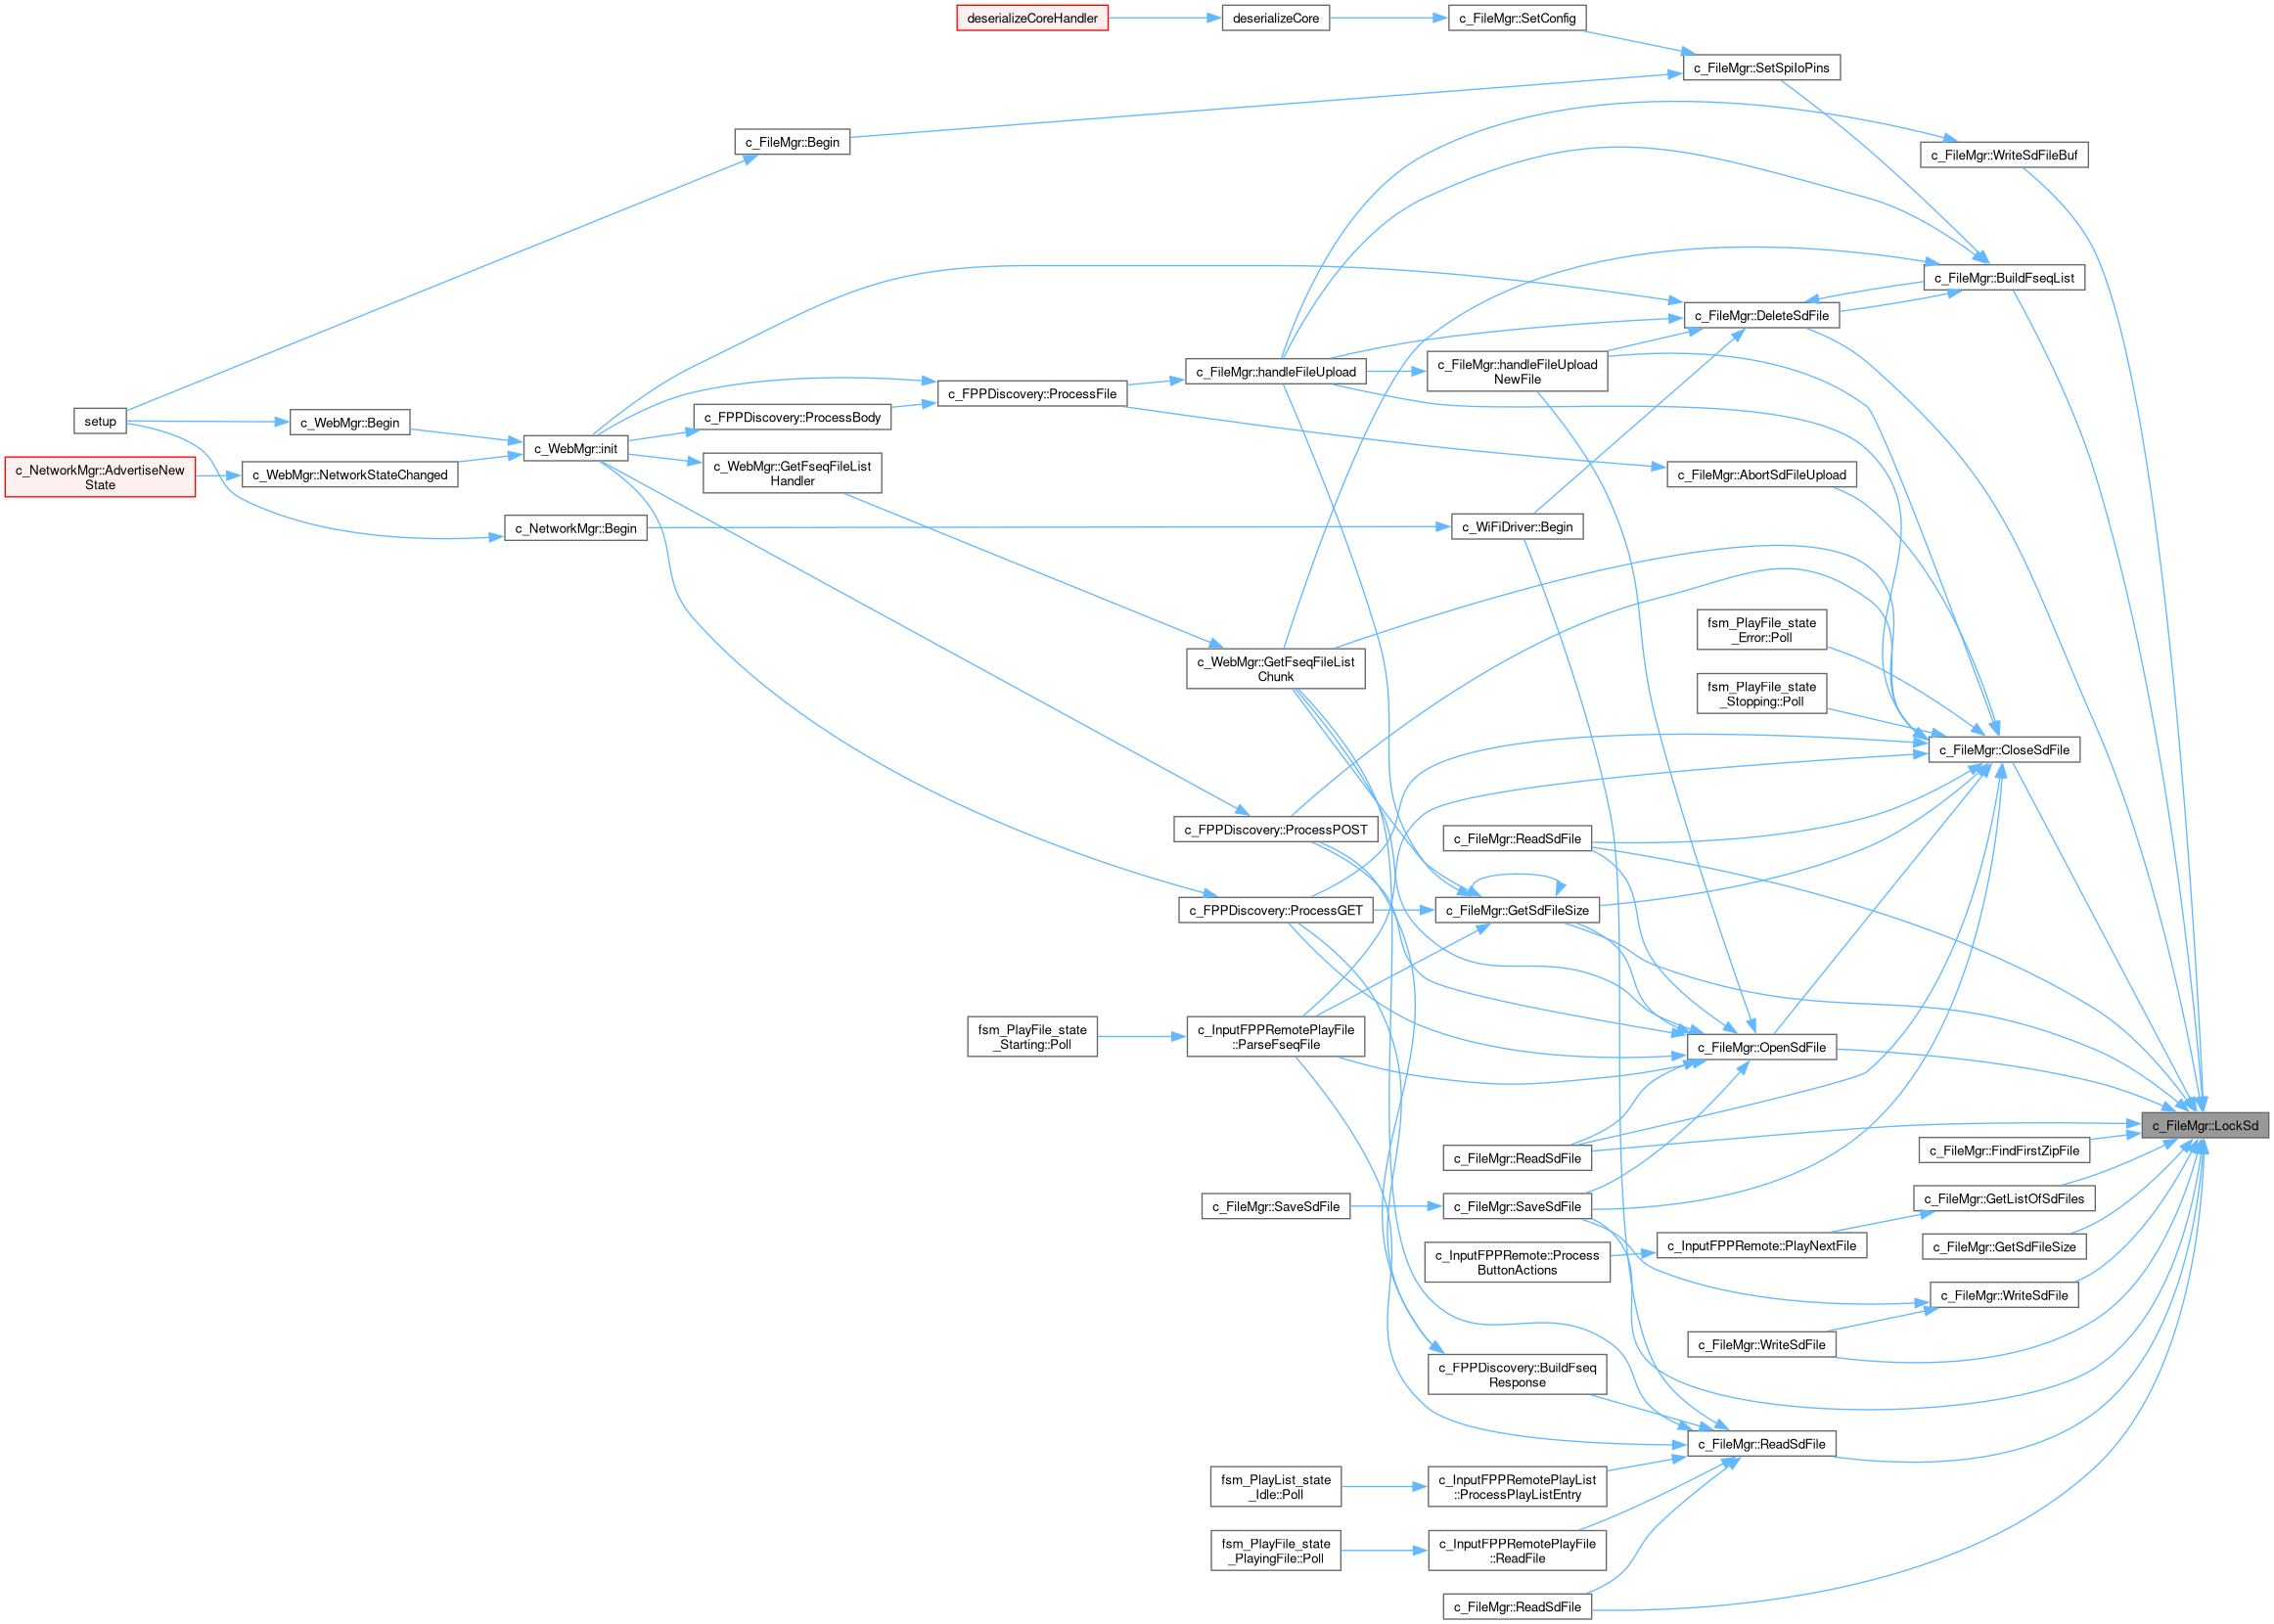 deserializeCoreHandler
deserializeCore
c_FileMgr::SetConfig
c_FileMgr::SetSpiIoPins
c_FileMgr::Begin
c_FileMgr::WriteSdFileBuf
c_FileMgr::BuildFseqList
c_FileMgr::DeleteSdFile
c_FileMgr::handleFileUpload
c_FileMgr::handleFileUpload
NewFile
c_FPPDiscovery::ProcessFile
c_FPPDiscovery::ProcessBody
setup
c_WebMgr::Begin
c_WebMgr::init
c_NetworkMgr::AdvertiseNew
State
c_WebMgr::NetworkStateChanged
c_WebMgr::GetFseqFileList
Handler
c_FileMgr::AbortSdFileUpload
c_NetworkMgr::Begin
c_WiFiDriver::Begin
fsm_PlayFile_state
_Error::Poll
c_WebMgr::GetFseqFileList
Chunk
fsm_PlayFile_state
_Stopping::Poll
c_FileMgr::CloseSdFile
c_FPPDiscovery::ProcessPOST
c_FileMgr::ReadSdFile
c_FPPDiscovery::ProcessGET
c_FileMgr::GetSdFileSize
fsm_PlayFile_state
_Starting::Poll
c_InputFPPRemotePlayFile
::ParseFseqFile
c_FileMgr::OpenSdFile
c_FileMgr::LockSd
c_FileMgr::ReadSdFile
c_FileMgr::FindFirstZipFile
c_FileMgr::GetListOfSdFiles
c_FileMgr::SaveSdFile
c_FileMgr::SaveSdFile
c_InputFPPRemote::Process
ButtonActions
c_InputFPPRemote::PlayNextFile
c_FileMgr::GetSdFileSize
c_FileMgr::WriteSdFile
c_FileMgr::WriteSdFile
c_FPPDiscovery::BuildFseq
Response
c_FileMgr::ReadSdFile
fsm_PlayList_state
_Idle::Poll
c_InputFPPRemotePlayList
::ProcessPlayListEntry
fsm_PlayFile_state
_PlayingFile::Poll
c_InputFPPRemotePlayFile
::ReadFile
c_FileMgr::ReadSdFile